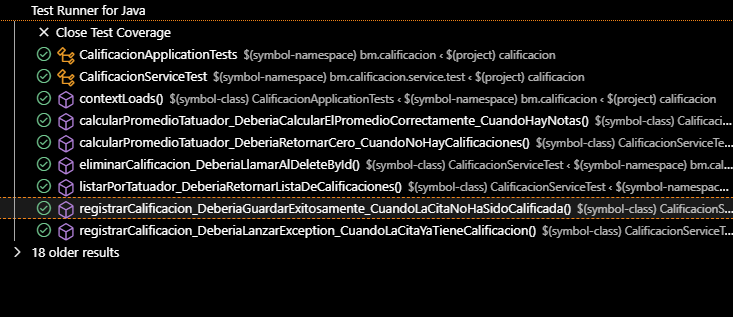 Test Runner for Java
Close Test Coverage
CalificacionApplicationTests $(symbol-namespace) bm.calificacion < $(project) calificacion
CalificacionServiceTest $(symbol-namespace) bm.calificacion.service.test < $(project) calificacion
contextLoads() $(symbol-class) CalificacionApplicationTests < $(symbol-namespace) bm.calificacion < $(project) calificacion
calcularPromedioTatuador_DeberiaCalcularElPromedioCorrectamente_CuandoHayNotas() $(symbol-class) Calificaci...
calcularPromedioTatuador_DeberiaRetornarCero_CuandoNoHayCalificaciones() $(symbol-class) CalificacionServic...
eliminarCalificacion_DeberiaLlamarAlDeleteById() $(symbol-class) CalificacionServiceTest < $(symbol-namespace) bm.cal...
listarPorTatuador_DeberiaRetornarListaDeCalificaciones() $(symbol-class) CalificacionServiceTest < $(symbol-namespac...
registrarCalificacion_DeberiaGuardarExitosamente_CuandoLaCitaNoHaSidoCalificada() $(symbol-class) CalificacionS...
registrarCalificacion_DeberiaLanzarException_CuandoLaCitaYaTieneCalificacion() $(symbol-class) CalificacionServiceT...
18 older results